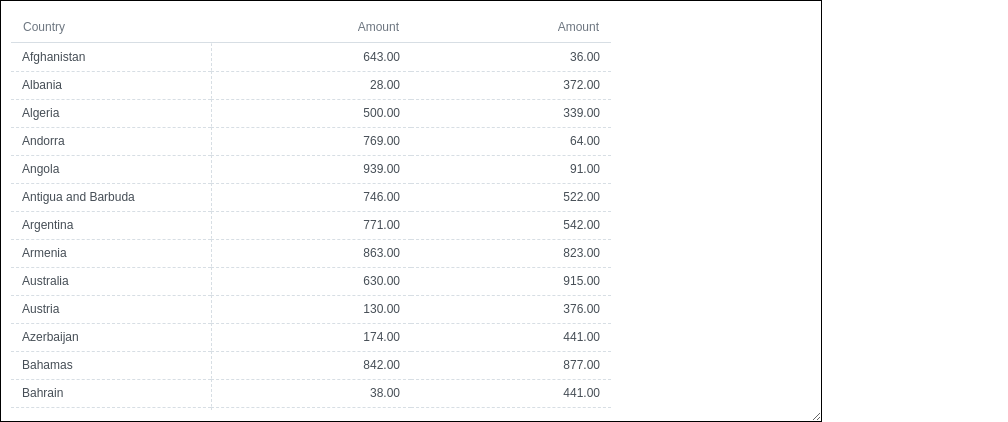 Country Amount Amount
Afghanistan 643.00 36.00
Albania 28.00 372.00
Algeria 500.00 339.00
Andorra 769.00 64.00
Angola 939.00 91.00
Antigua and Barbuda 746.00 522.00
Argentina 771.00 542.00
Armenia 863.00 823.00
Australia 630.00 915.00
Austria 130.00 376.00
Azerbaijan 174.00 441.00
Bahamas 842.00 877.00
Bahrain 38.00 441.00